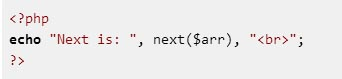 <?php
echo "Next is: ", next($arr), "<br>";
?>